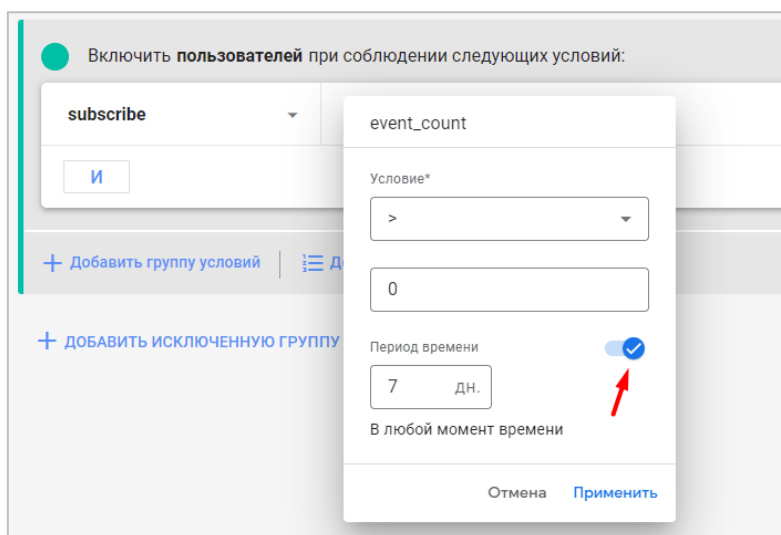 Включить пользователей при соблюдении следующих условий:
subscribe
event_count
И
Условие*
>
Добавить группу условий
0
ДОБАВИТЬ ИСКЛЮЧЕННУЮ ГРУППУ
Период времени
7 дн.
В любой момент времени
Отмена Применить